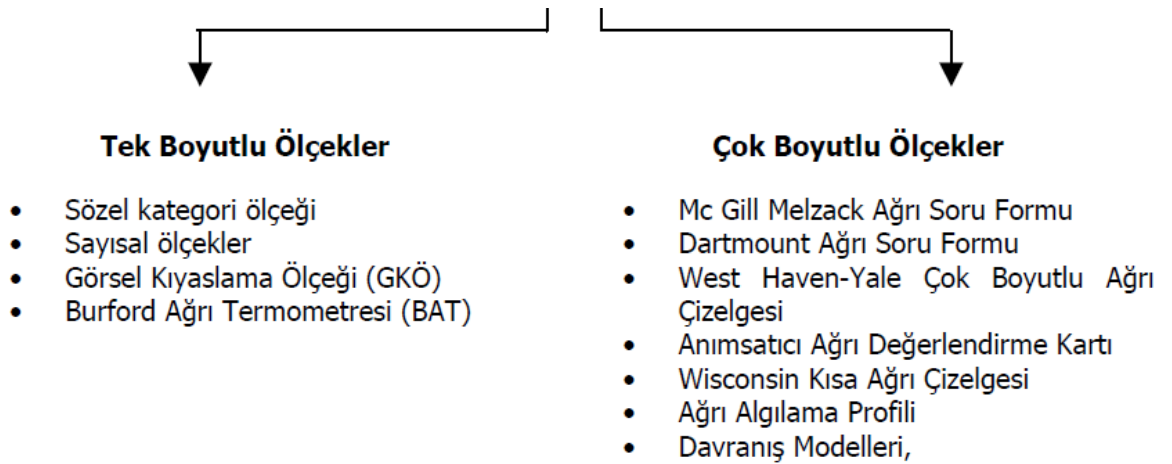 Tek Boyutlu Ölçekler
• Sözel kategori ölçeği
• Sayısal ölçekler
• Görsel Kıyaslama Ölçeği (GKÖ)
• Burford Ağrı Termometresi (BAT)
Çok Boyutlu Ölçekler
• Mc Gill Melzack Ağrı Soru Formu
• Dartmount Ağrı Soru Formu
• West Haven-Yale Çok Boyutlu Ağrı
Çizelgesi
• Anımsatıcı Ağrı Değerlendirme Kartı
• Wisconsin Kısa Ağrı Çizelgesi
• Ağrı Algılama Profili
• Davranış Modelleri,